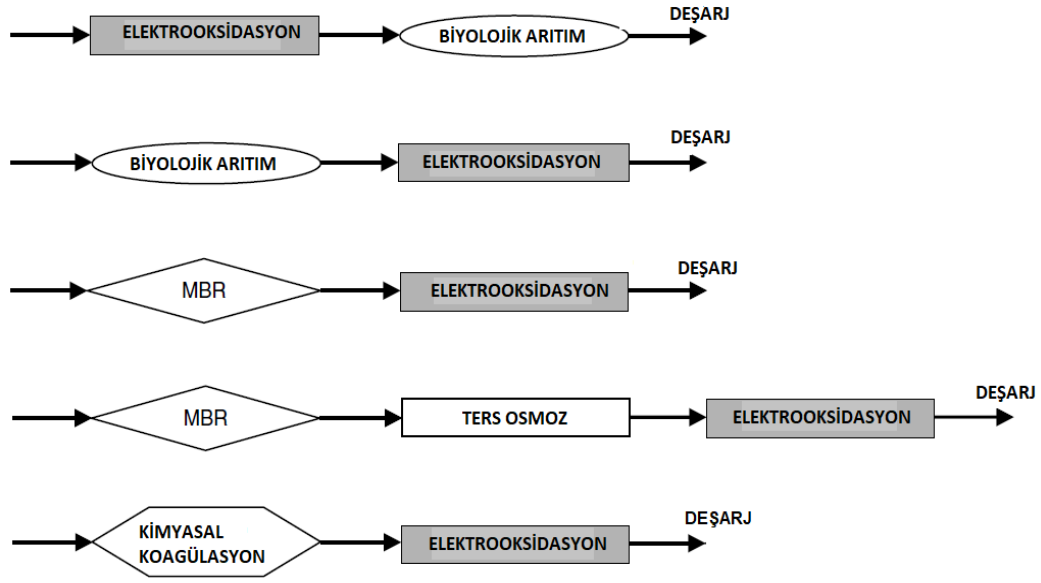 DEŞARJ
ELEKTROOKSİDASYON
BİYOLOJİK ARITIM
DEŞARJ
BİYOLOJİK ARITIM
ELEKTROOKSİDASYON
DEŞARJ
MBR
ELEKTROOKSİDASYON
DEŞARJ
MBR
TERS OSMOZ
ELEKTROOKSİDASYON
DEŞARJ
KİMYASAL
KOAGÜLASYON
ELEKTROOKSİDASYON